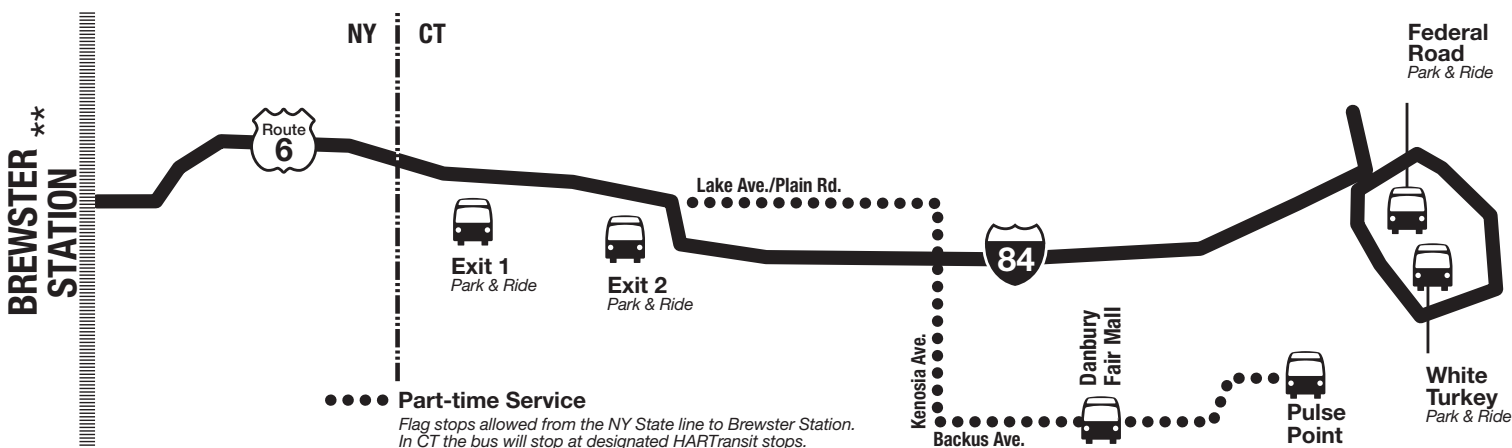 BREWSTER **
STATION
Route
6
NY
CT
Exit 1
Park & Ride
Exit 2
Park & Ride
Lake Ave./Plain Rd.
84
Kenosia Ave.
Backus Ave.
Danbury
Fair Mall
Pulse
Point
Federal
Road
Park & Ride
White
Turkey
Park & Ride
Part-time Service
Flag stops allowed from the NY State line to Brewster Station.
In CT the bus will stop at designated HARTransit stops.